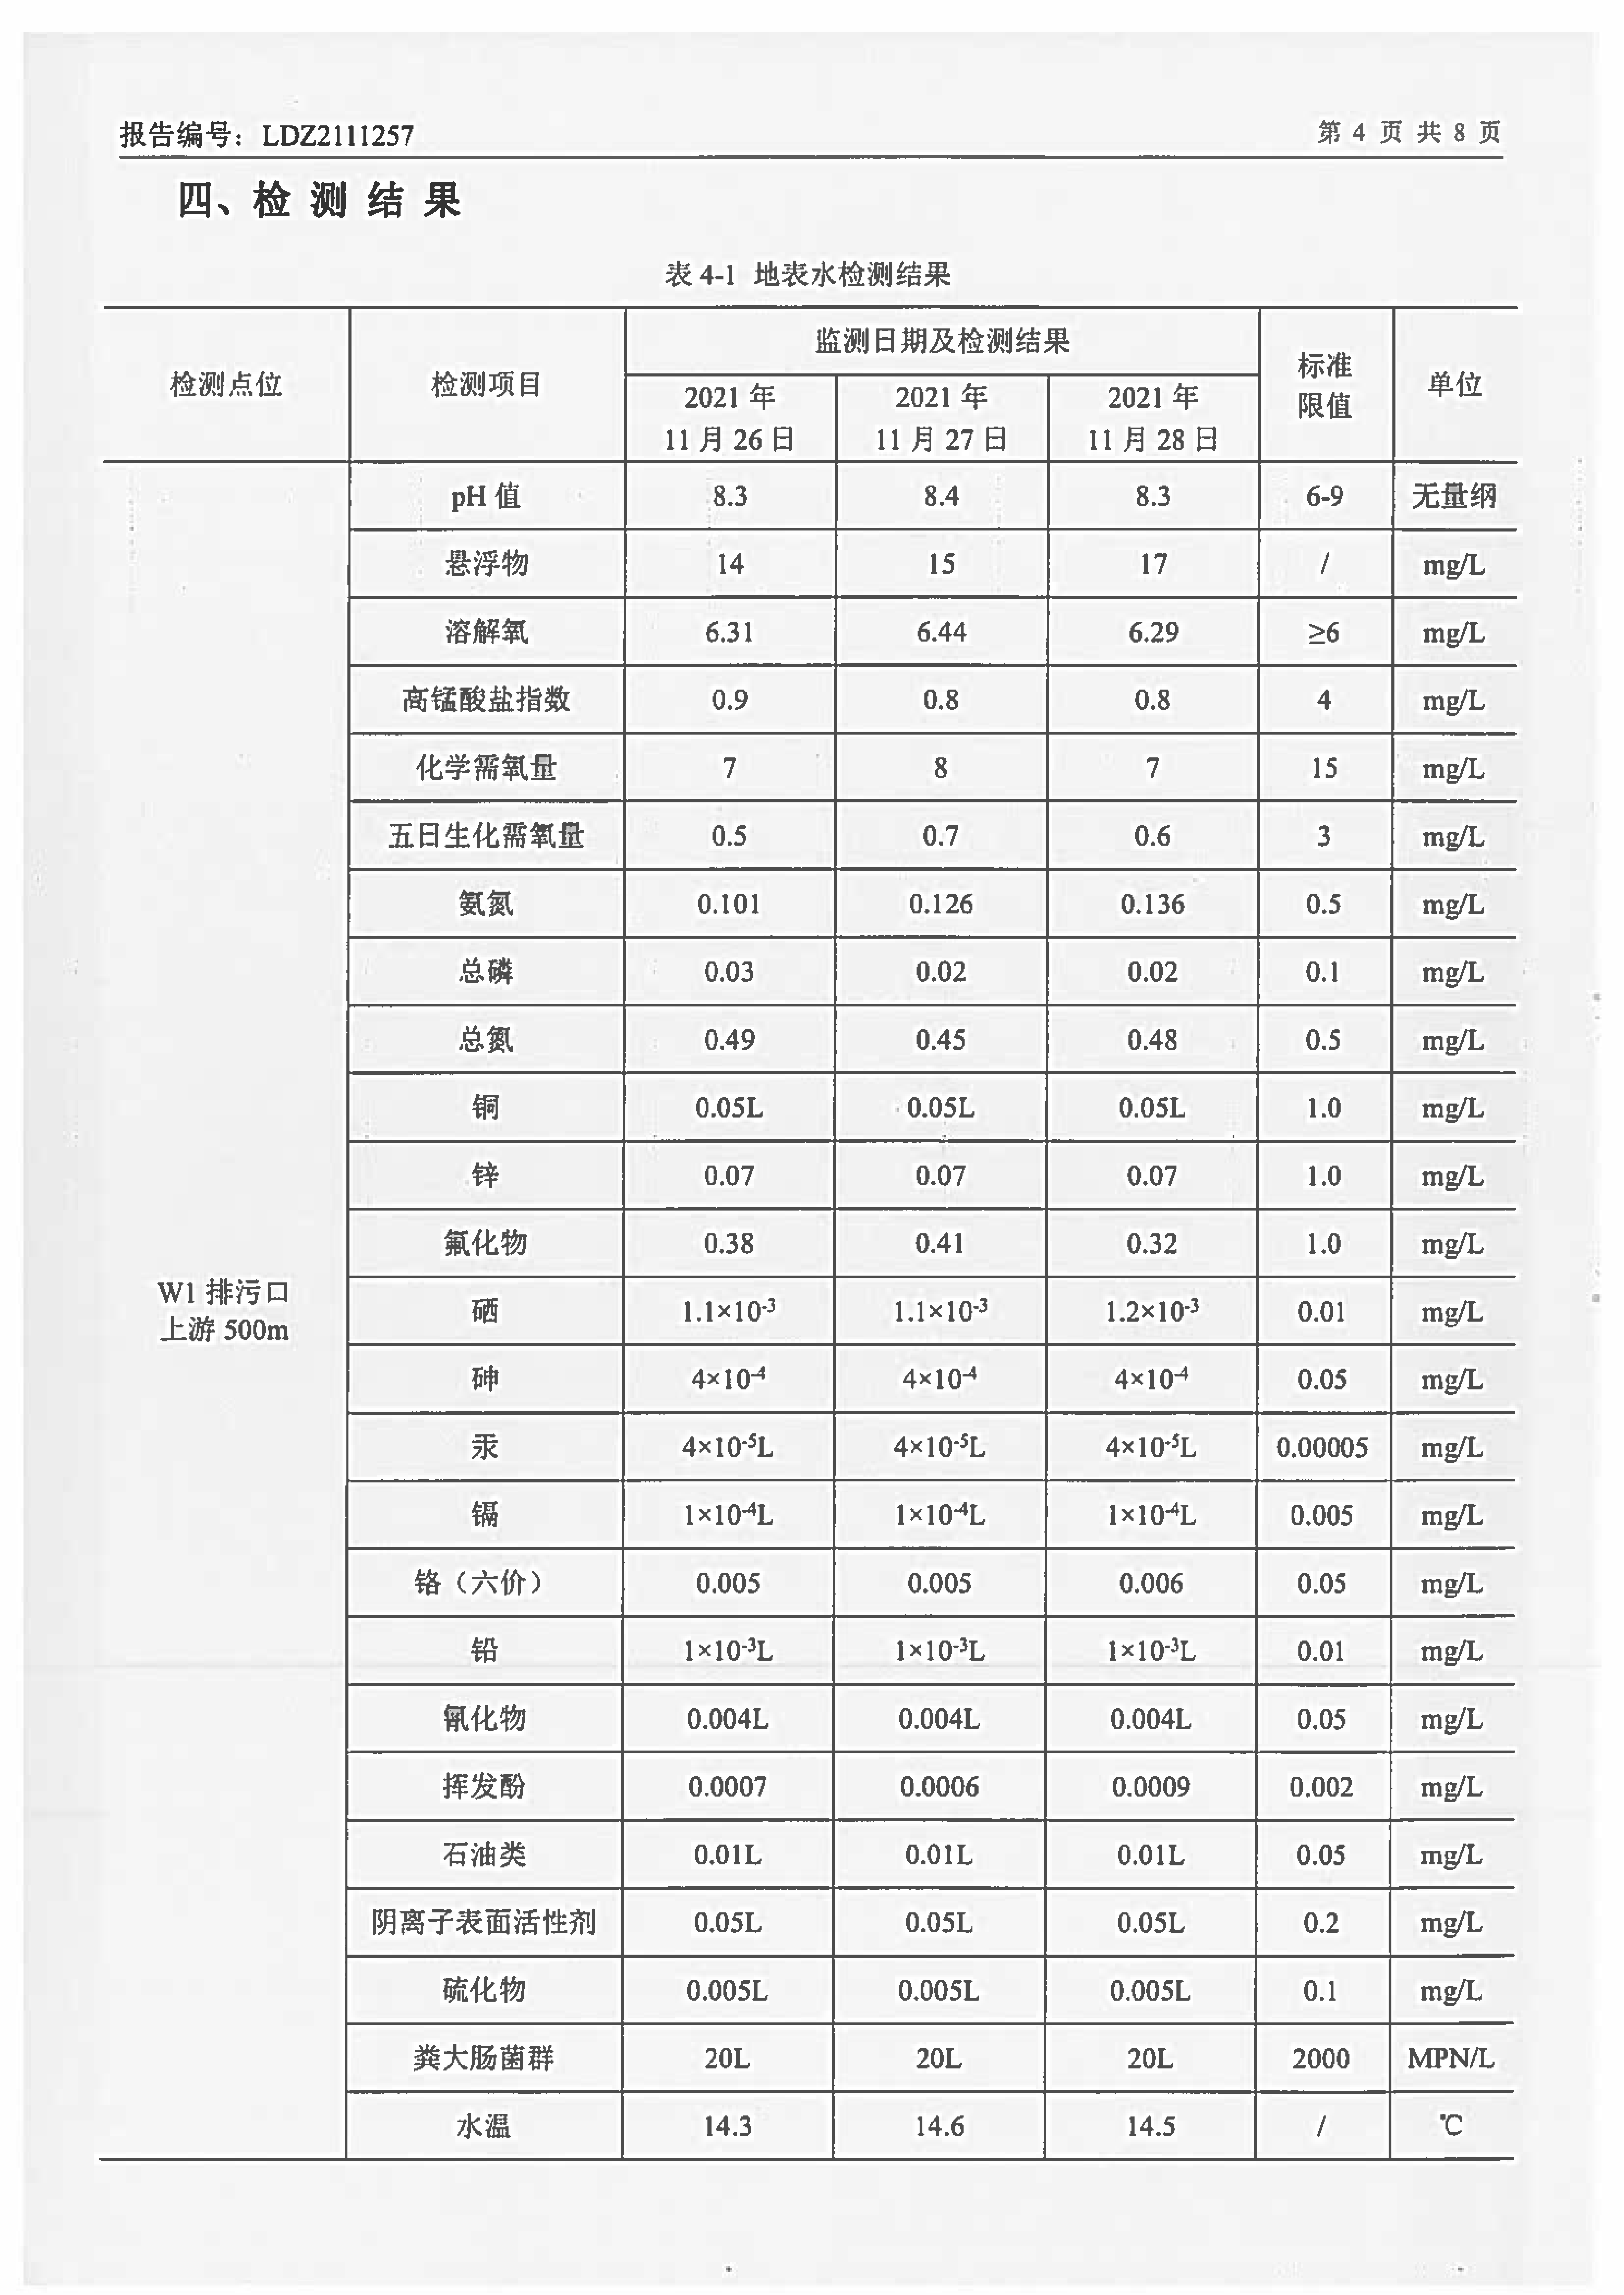 报告编号：LDZ2111257
第 4 页 共 8 页
四、检 测 结 果
表 4-1 地表水检测结果
检测点位 检测项目 监测日期及检测结果 标准限值 单位
2021 年 11 月 26 日 2021 年 11 月 27 日 2021 年 11 月 28 日
W1 排污口
上游 500m
pH 值 8.3 8.4 8.3 6-9 无量纲
悬浮物 14 15 17 / mg/L
溶解氧 6.31 6.44 6.29 ≥6 mg/L
高锰酸盐指数 0.9 0.8 0.8 4 mg/L
化学需氧量 7 8 7 15 mg/L
五日生化需氧量 0.5 0.7 0.6 3 mg/L
氨氮 0.101 0.126 0.136 0.5 mg/L
总磷 0.03 0.02 0.02 0.1 mg/L
总氮 0.49 0.45 0.48 0.5 mg/L
铜 0.05L 0.05L 0.05L 1.0 mg/L
锌 0.07 0.07 0.07 1.0 mg/L
氟化物 0.38 0.41 0.32 1.0 mg/L
硒 1.1×10⁻³ 1.1×10⁻³ 1.2×10⁻³ 0.01 mg/L
砷 4×10⁻⁴ 4×10⁻⁴ 4×10⁻⁴ 0.05 mg/L
汞 4×10⁻⁵L 4×10⁻⁵L 4×10⁻⁵L 0.00005 mg/L
镉 1×10⁻⁴L 1×10⁻⁴L 1×10⁻⁴L 0.005 mg/L
铬（六价） 0.005 0.005 0.006 0.05 mg/L
铅 1×10⁻³L 1×10⁻³L 1×10⁻³L 0.01 mg/L
氰化物 0.004L 0.004L 0.004L 0.05 mg/L
挥发酚 0.0007 0.0006 0.0009 0.002 mg/L
石油类 0.01L 0.01L 0.01L 0.05 mg/L
阴离子表面活性剂 0.05L 0.05L 0.05L 0.2 mg/L
硫化物 0.005L 0.005L 0.005L 0.1 mg/L
粪大肠菌群 20L 20L 20L 2000 MPN/L
水温 14.3 14.6 14.5 / ℃